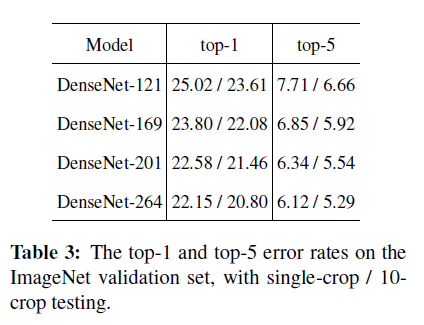 Model top-1 top-5
DenseNet-121 25.02 / 23.61 7.71 / 6.66
DenseNet-169 23.80 / 22.08 6.85 / 5.92
DenseNet-201 22.58 / 21.46 6.34 / 5.54
DenseNet-264 22.15 / 20.80 6.12 / 5.29
Table 3: The top-1 and top-5 error rates on the
ImageNet validation set, with single-crop / 10-
crop testing.